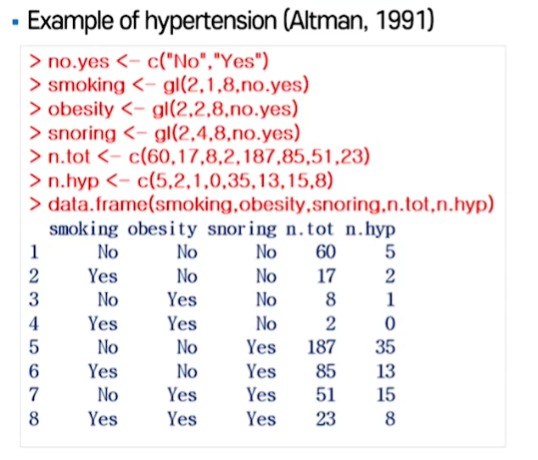 ▪ Example of hypertension (Altman, 1991)
> no.yes <- c("No","Yes")
> smoking <- gl(2,1,8,no.yes)
> obesity <- gl(2,2,8,no.yes)
> snoring <- gl(2,4,8,no.yes)
> n.tot <- c(60,17,8,2,187,85,51,23)
> n.hyp <- c(5,2,1,0,35,13,15,8)
> data.frame(smoking,obesity,snoring,n.tot,n.hyp)
smoking obesity snoring n.tot n.hyp
1 No No No 60 5
2 Yes No No 17 2
3 No Yes No 8 1
4 Yes Yes No 2 0
5 No No Yes 187 35
6 Yes No Yes 85 13
7 No Yes Yes 51 15
8 Yes Yes Yes 23 8